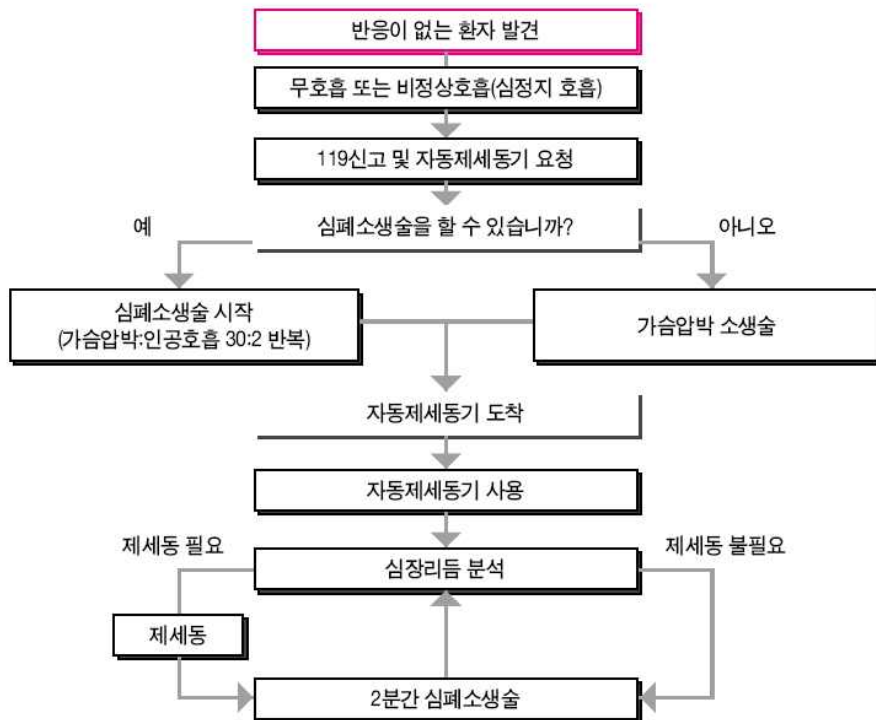 반응이 없는 환자 발견
무호흡 또는 비정상호흡(심정지 호흡)
119신고 및 자동제세동기 요청
예
심폐소생술을 할 수 있습니까?
아니오
심폐소생술 시작
(가슴압박:인공호흡 30:2 반복)
가슴압박 소생술
자동제세동기 도착
자동제세동기 사용
제세동 필요
제세동 불필요
심장리듬 분석
제세동
2분간 심폐소생술